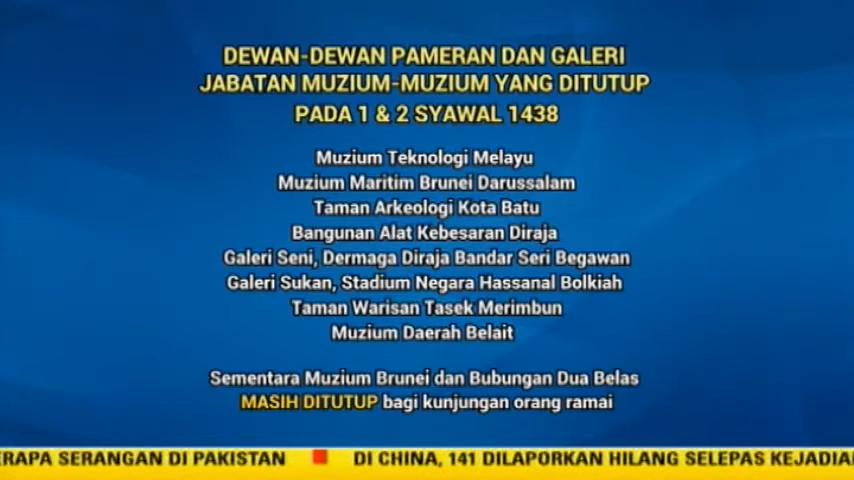 DEWAN-DEWAN PAMERAN DAN GALERI
JABATAN MUZIUM-MUZIUM YANG DITUTUP
PADA 1 & 2 SYAWAL 1438
Muzium Teknologi Melayu
Muzium Maritim Brunei Darussalam
Taman Arkeologi Kota Batu
Bangunan Alat Kebesaran Diraja
Galeri Seni, Dermaga Diraja Bandar Seri Begawan
Galeri Sukan, Stadium Negara Hassanal Bolkiah
Taman Warisan Tasek Merimbun
Muzium Daerah Belait
Sementara Muzium Brunei dan Bubungan Dua Belas
MASIH DITUTUP bagi kunjungan orang ramai
ERAPA SERANGAN DI PAKISTAN DI CHINA, 141 DILAPORKAN HILANG SELEPAS KEJADIA